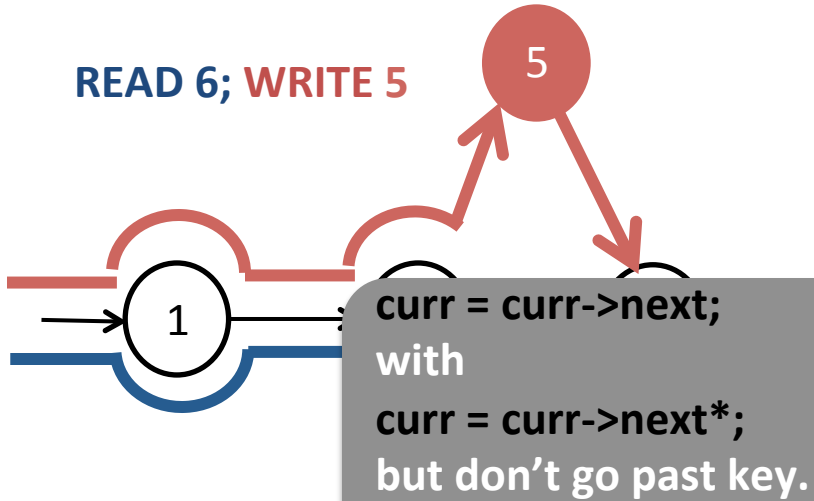 5
READ 6; WRITE 5
1
curr = curr->next;
with
curr = curr->next*;
but don't go past key.